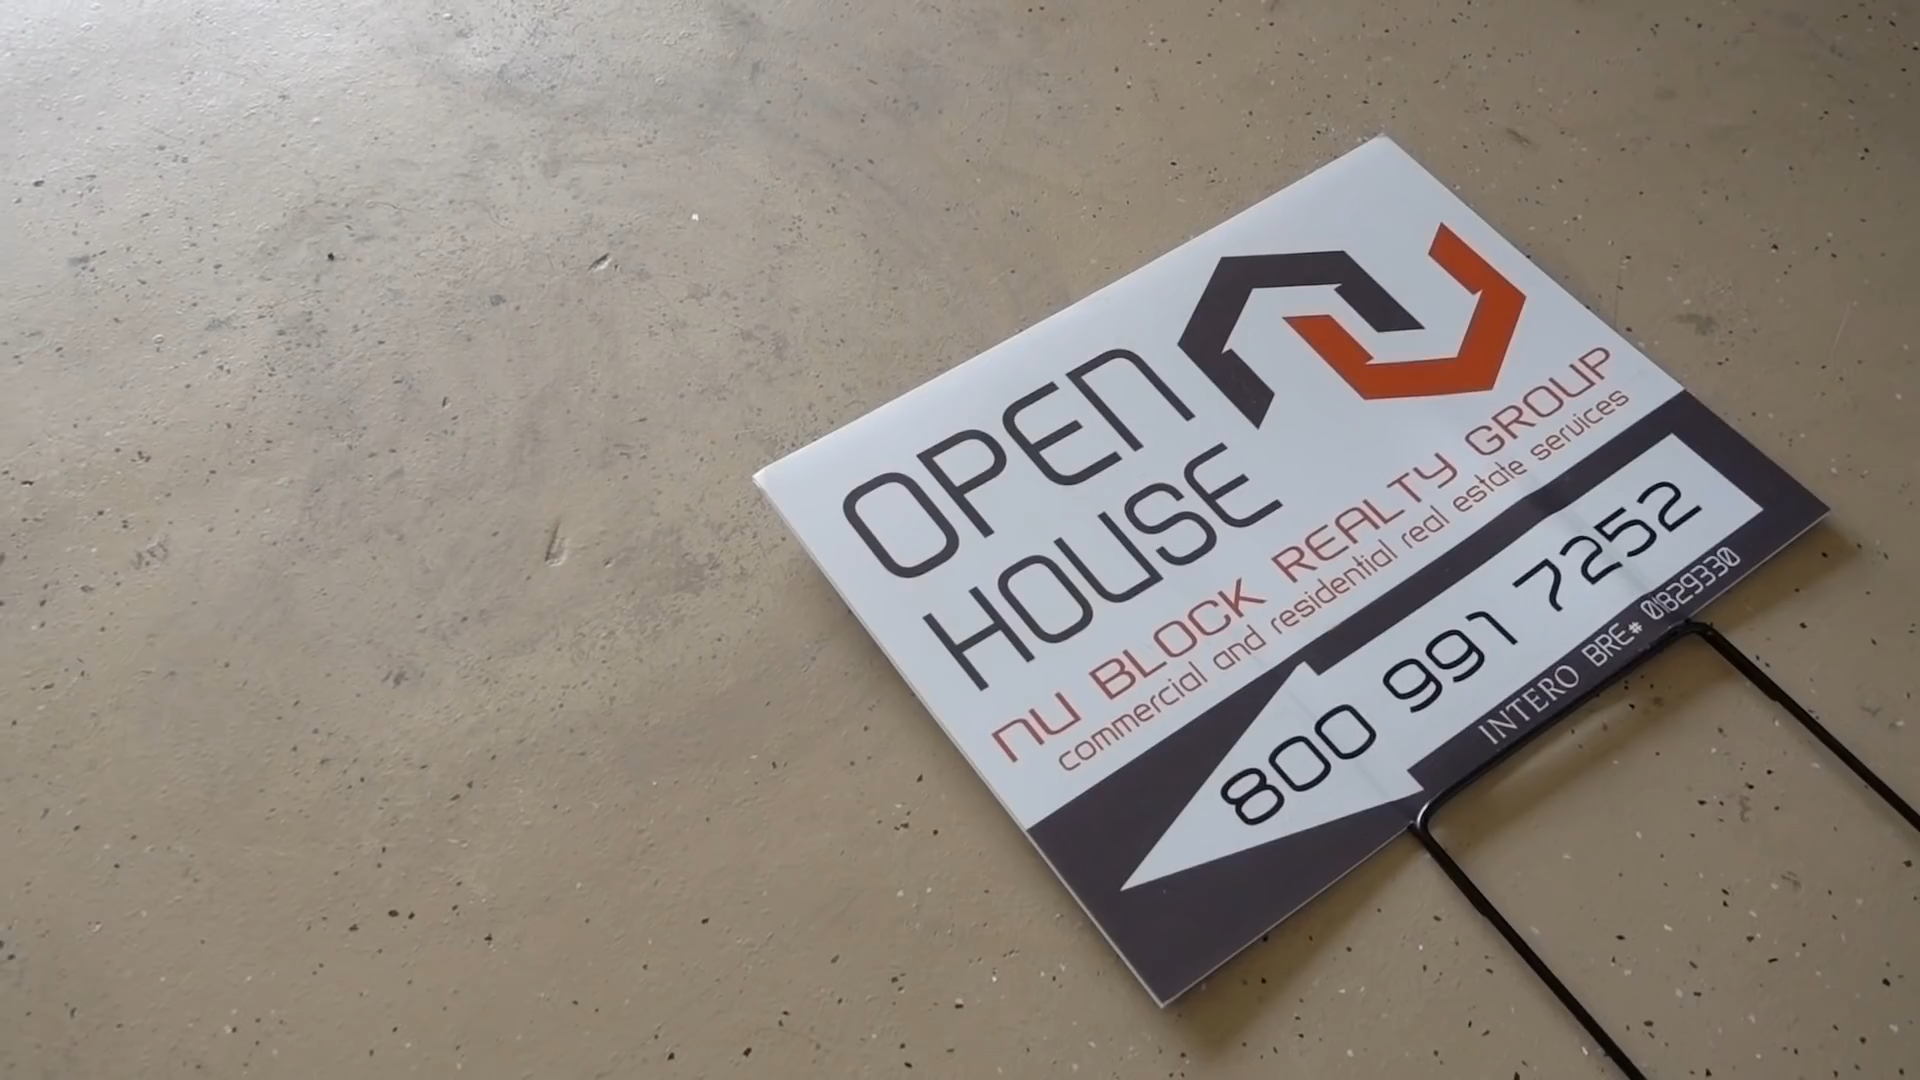 OPEN
HOUSE
NU BLOCK REALTY GROUP
commercial and residential real estate services
800 991 7252
INTERO BRE# 01829330